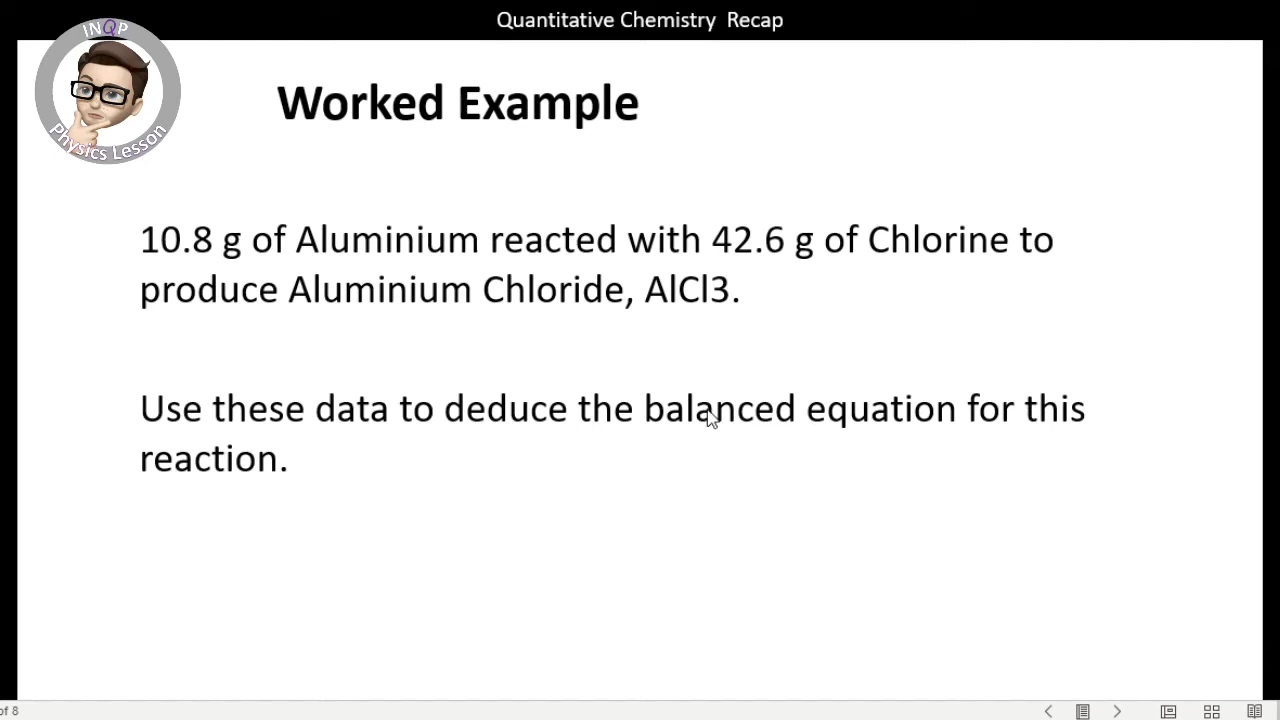 Quantitative Chemistry Recap
INQP
Physics Lesson
Worked Example
10.8 g of Aluminium reacted with 42.6 g of Chlorine to
produce Aluminium Chloride, AlCl3.
Use these data to deduce the balanced equation for this
reaction.
of 8